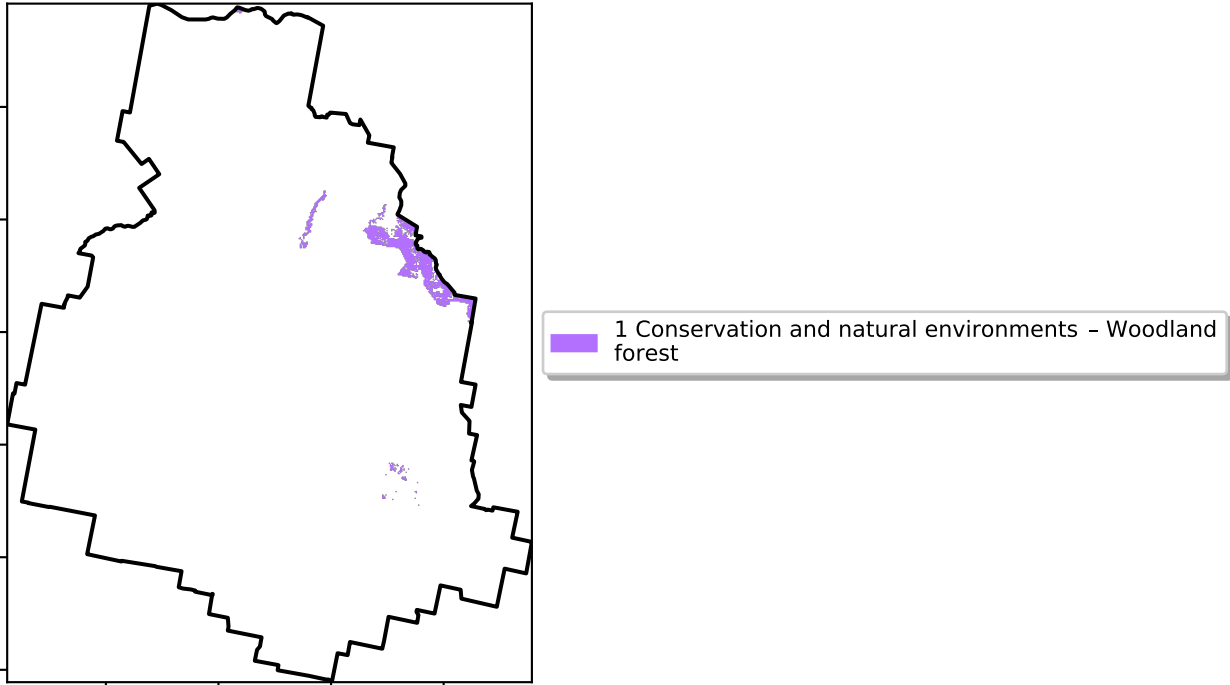 1 Conservation and natural environments – Woodland
forest